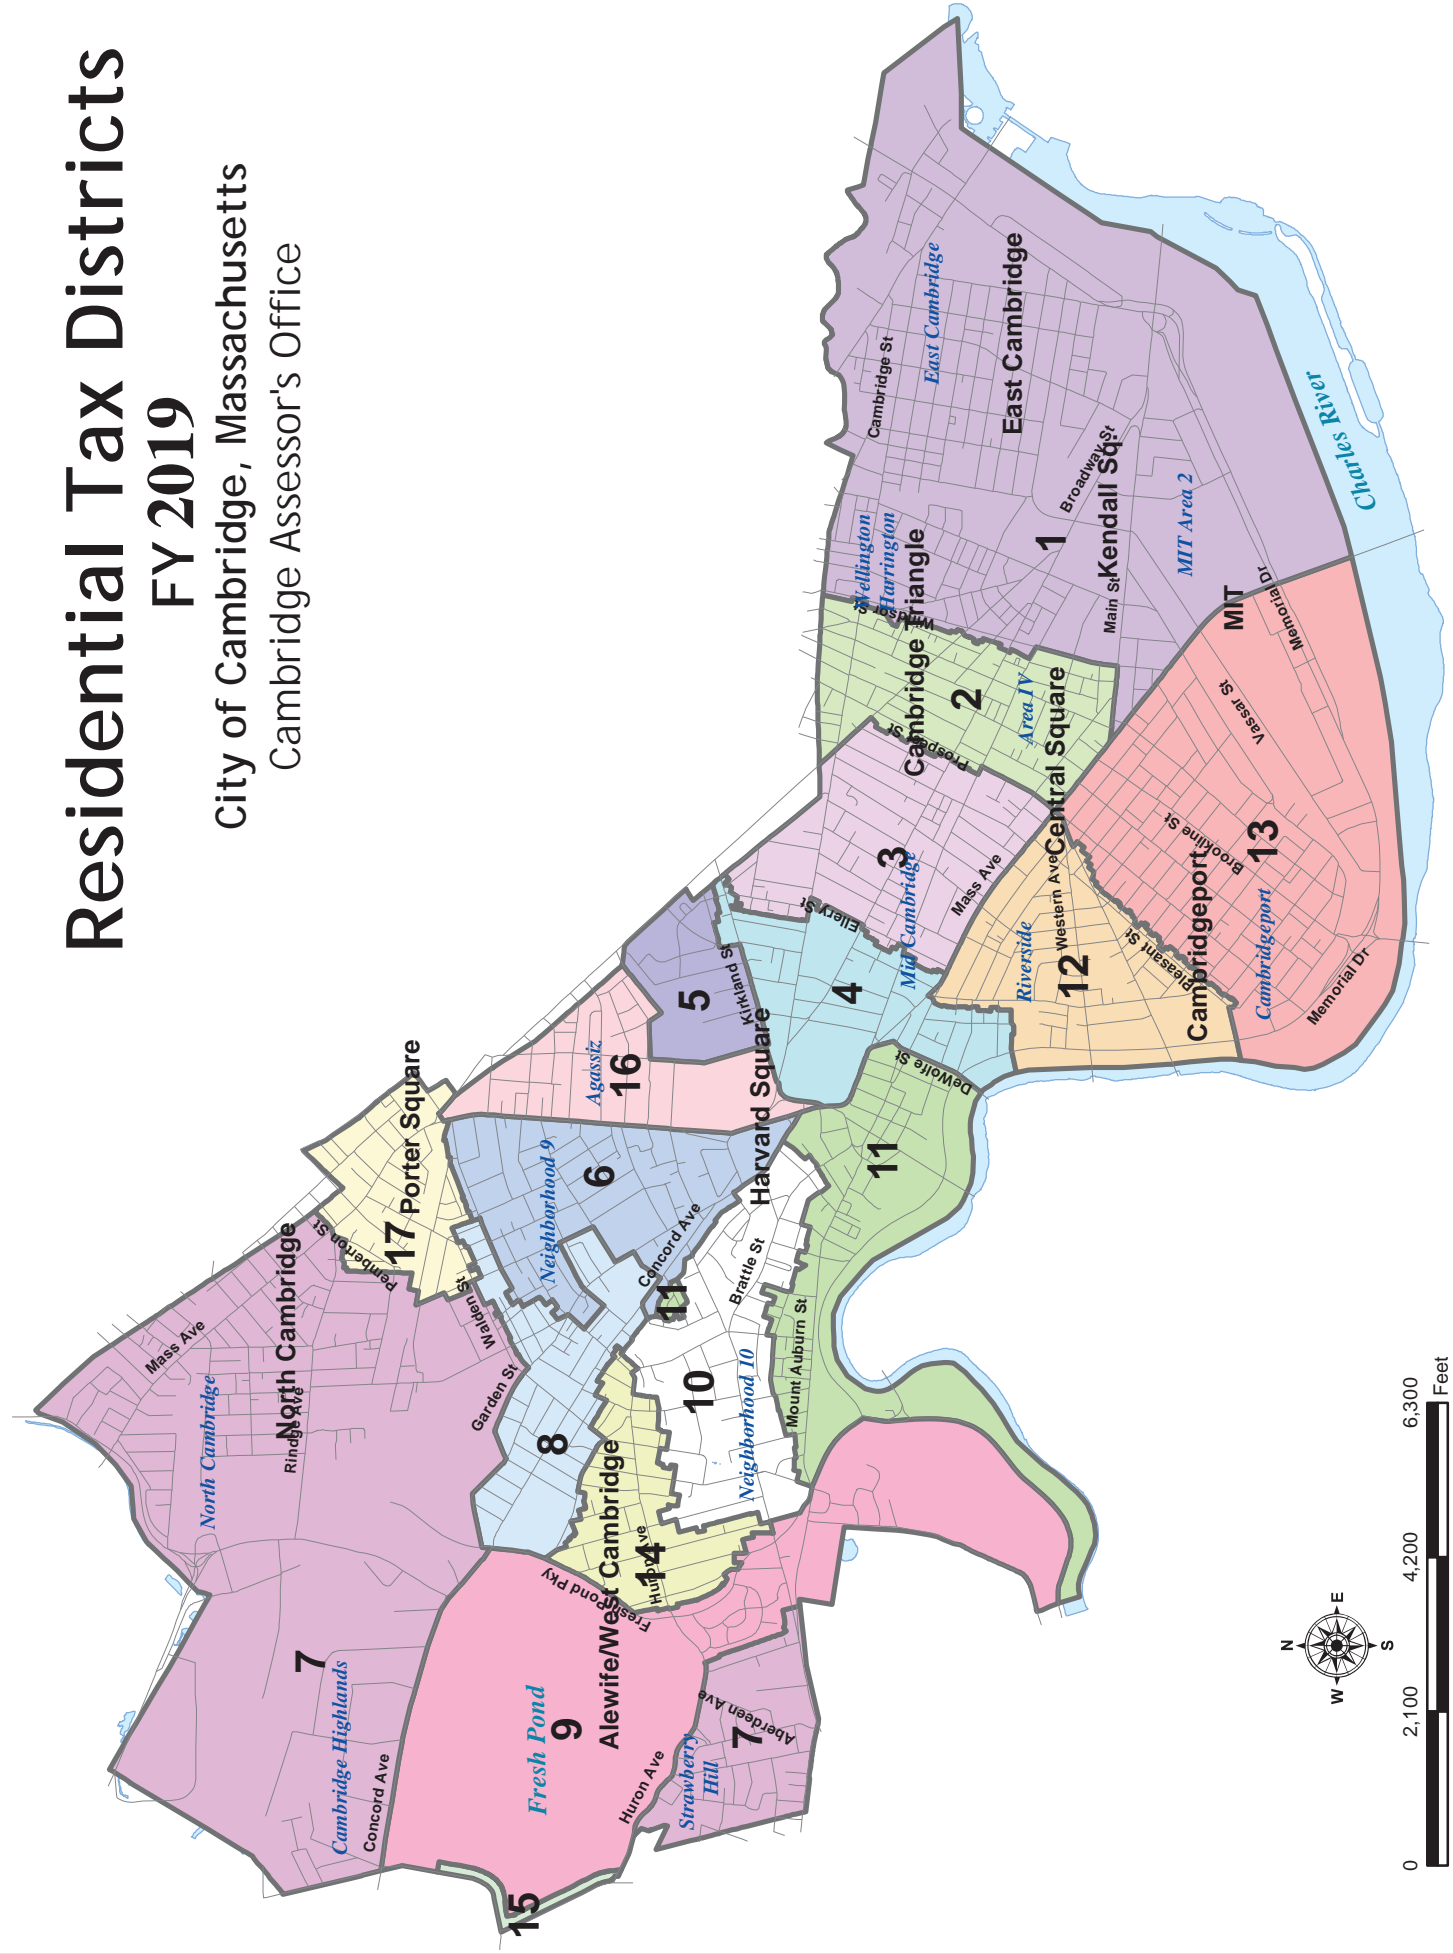 Residential Tax Districts
FY 2019
City of Cambridge, Massachusetts
Cambridge Assessor's Office
Mass Ave
North Cambridge
North Cambridge
Rindge Ave
Pemberton St
17
Porter Square
Walden St
Garden St
7
Cambridge Highlands
Concord Ave
Neighborhood 9
6
Agassiz
16
5
Kirkland St
8
Concord Ave
11
Harvard Square
Fresh Pond
9
Alewife/West Cambridge
Fresh Pond Pky
Huron Ave
14
10
Neighborhood 10
Brattle St
Mount Auburn St
11
DeWolfe St
15
Huron Ave
Strawberry
Hill
7
Aberdeen Ave
4
Ellery St
3
Mid Cambridge
Mass Ave
Prospect St
Cambridge Triangle
2
Area IV
Central Square
Windsor St
Wellington
Harrington
Cambridge St
East Cambridge
East Cambridge
1
Broadway St
Kendall Sq.
Main St
MIT Area 2
MIT
Memorial Dr
Vassar St
Charles River
Riverside
12
Western Ave
Pleasant St
Brookline St
13
Cambridgeport
Cambridgeport
Memorial Dr
N
W
E
S
0
2,100
4,200
6,300
Feet